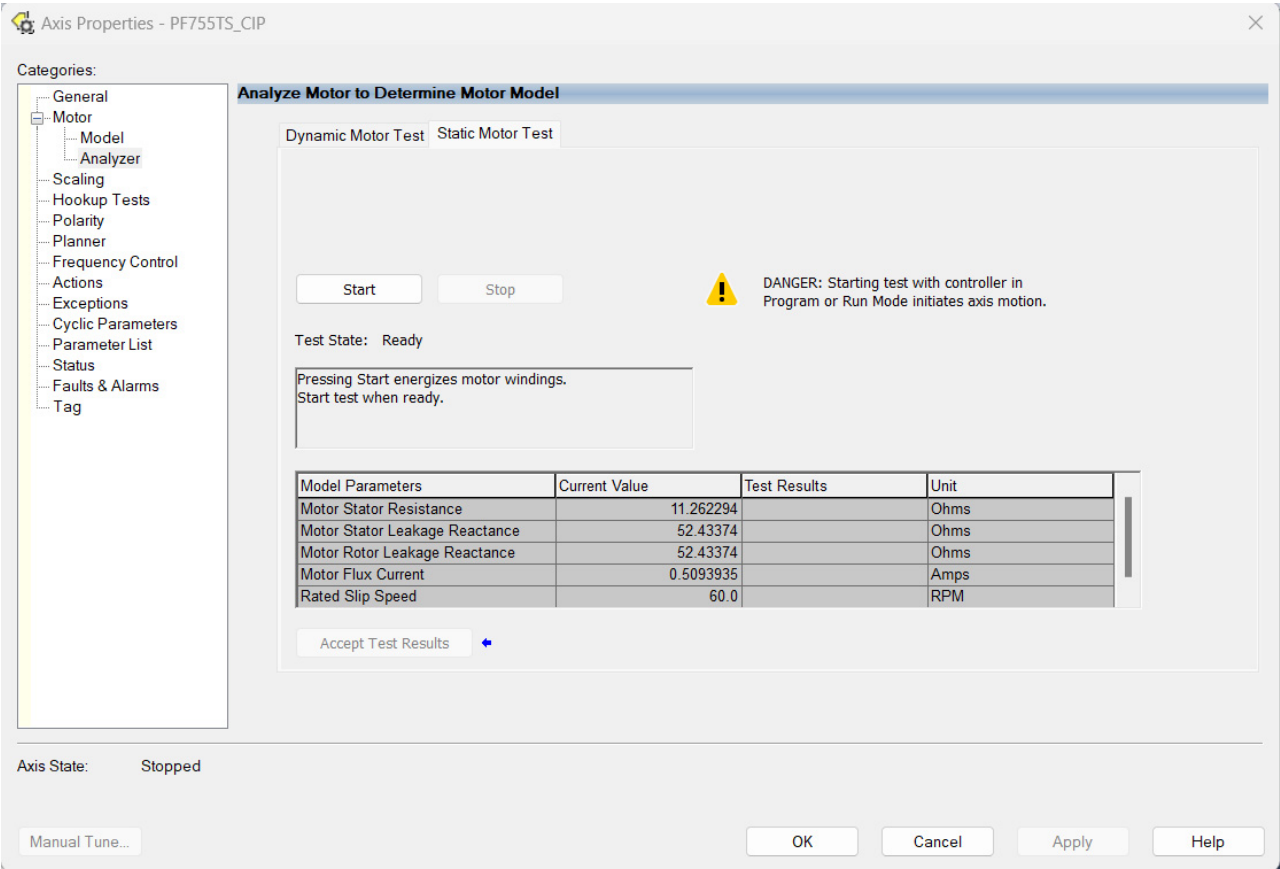 Axis Properties - PF755TS_CIP
Categories:
General
Motor
Model
Analyzer
Scaling
Hookup Tests
Polarity
Planner
Frequency Control
Actions
Exceptions
Cyclic Parameters
Parameter List
Status
Faults & Alarms
Tag
Analyze Motor to Determine Motor Model
Dynamic Motor Test Static Motor Test
Start Stop
DANGER: Starting test with controller in
Program or Run Mode initiates axis motion.
Test State: Ready
Pressing Start energizes motor windings.
Start test when ready.
Model Parameters Current Value Test Results Unit
Motor Stator Resistance 11.262294 Ohms
Motor Stator Leakage Reactance 52.43374 Ohms
Motor Rotor Leakage Reactance 52.43374 Ohms
Motor Flux Current 0.5093935 Amps
Rated Slip Speed 60.0 RPM
Accept Test Results
Axis State: Stopped
Manual Tune... OK Cancel Apply Help